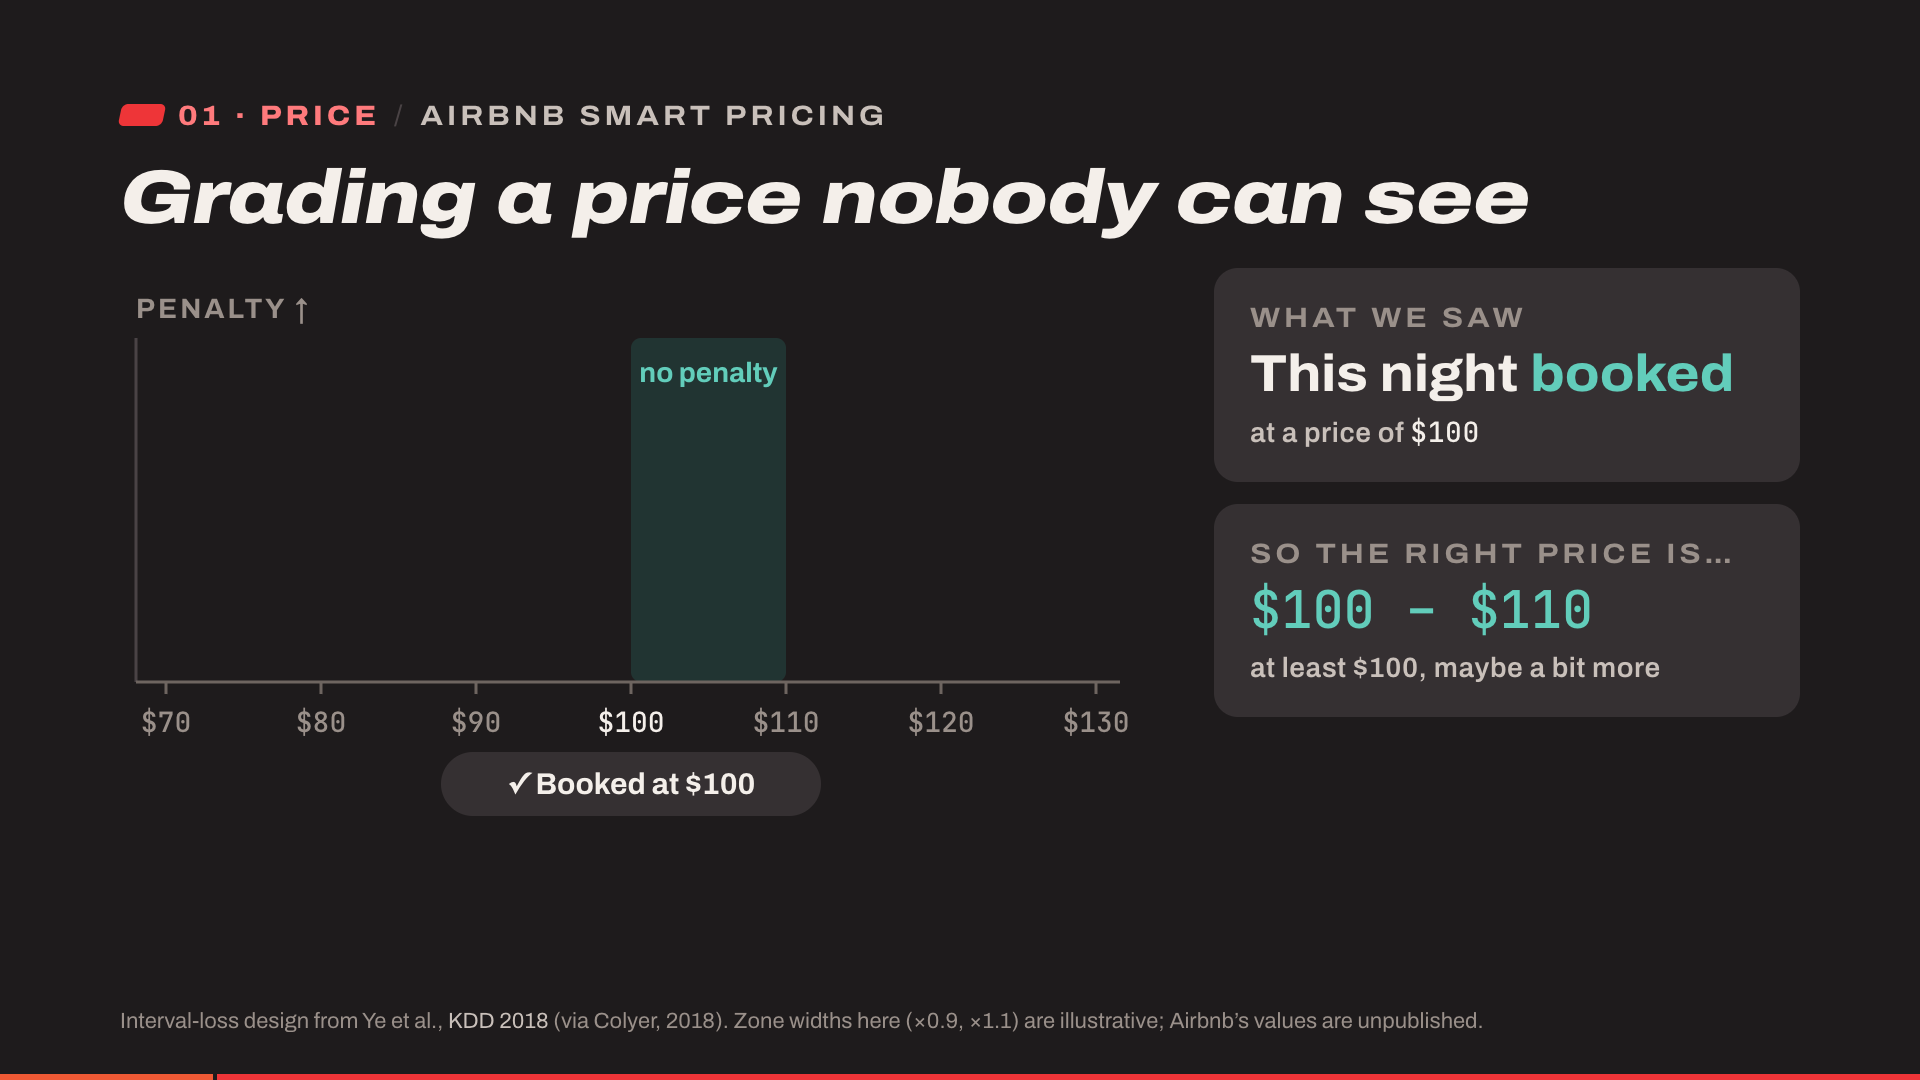 01 · PRICE / AIRBNB SMART PRICING
Grading a price nobody can see
PENALTY ↑
no penalty
$70 $80 $90 $100 $110 $120 $130
✓ Booked at $100
WHAT WE SAW
This night booked
at a price of $100
SO THE RIGHT PRICE IS…
$100 – $110
at least $100, maybe a bit more
Interval-loss design from Ye et al., KDD 2018 (via Colyer, 2018). Zone widths here (×0.9, ×1.1) are illustrative; Airbnb’s values are unpublished.